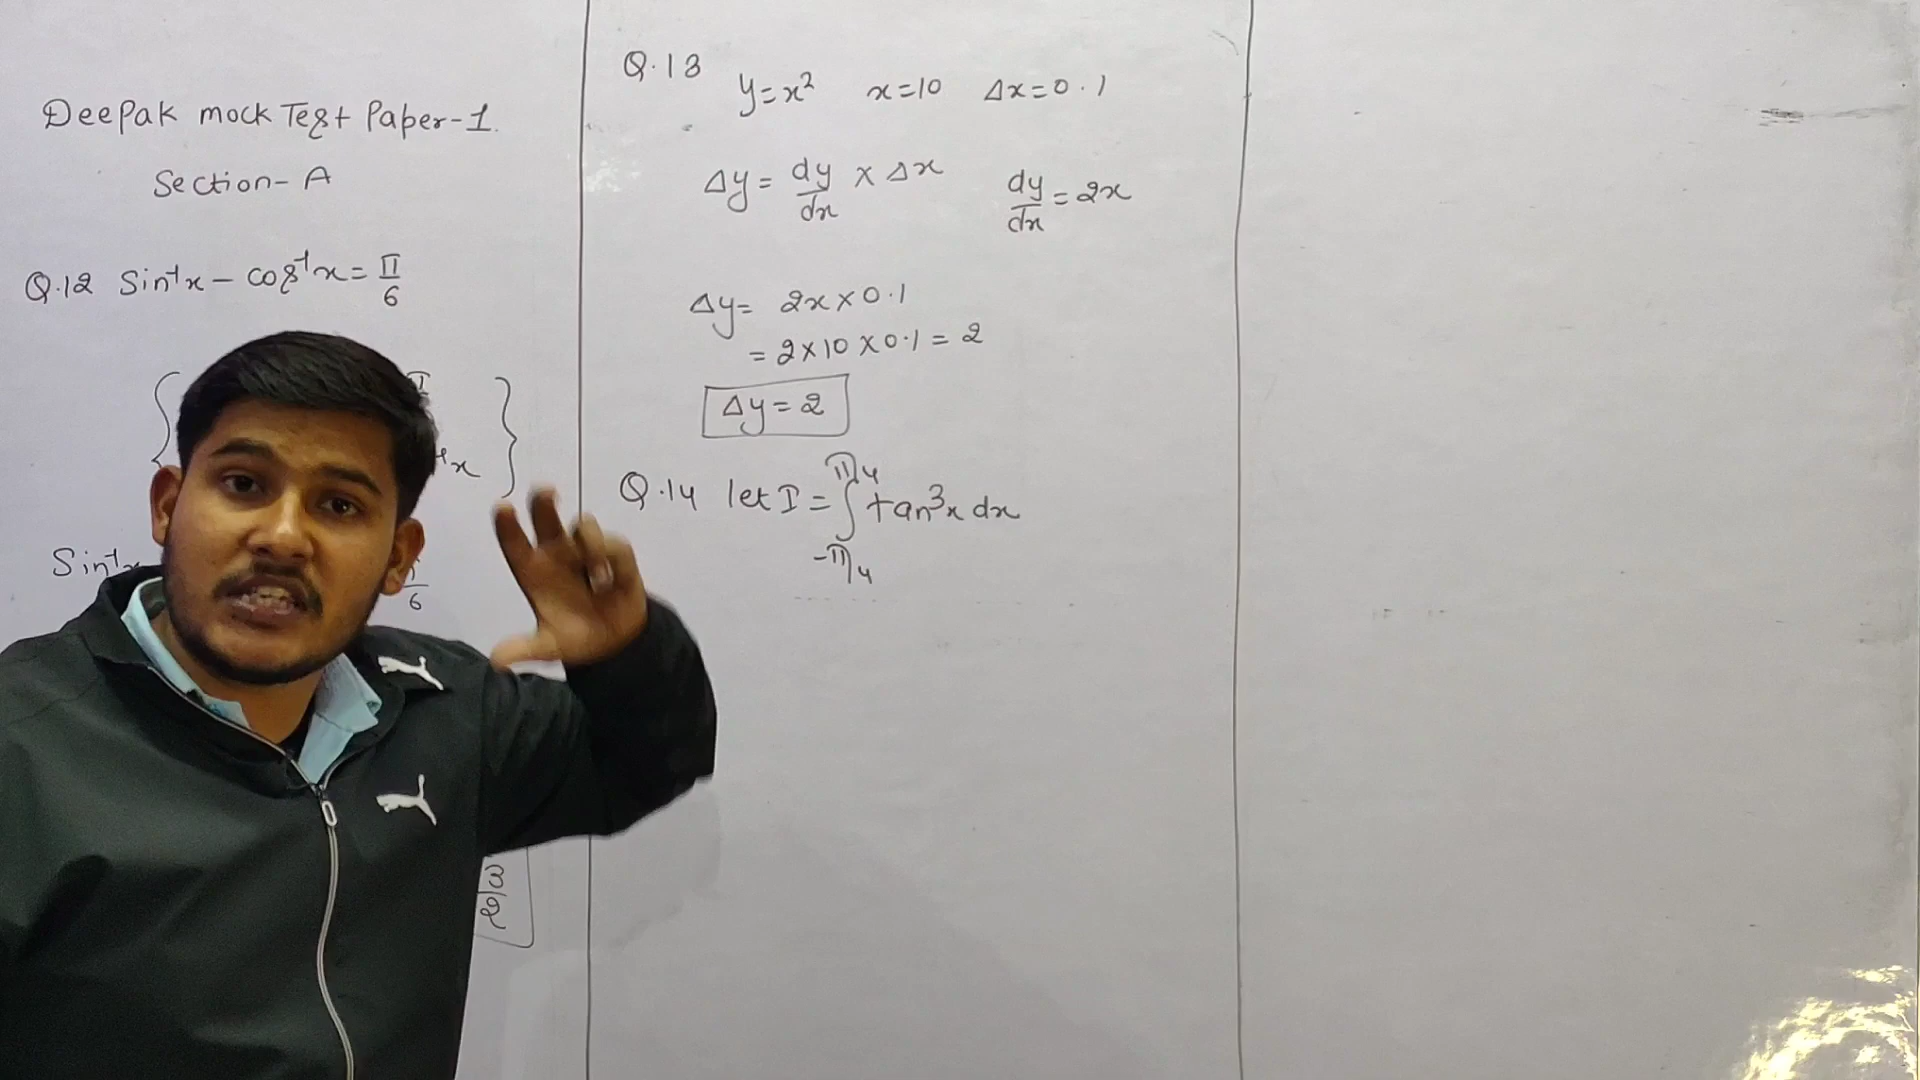 Deepak mock Test Paper-1.
Section-A
Q.12 Sin⁻¹x - cos⁻¹x = π/6
Sin⁻¹x
6
Q.13
y=x² x=10 Δx=0.1
Δy = dy/dx × Δx dy/dx = 2x
Δy = 2x×0.1
= 2×10×0.1 = 2
Δy=2
Q.14 let I = ∫_{-π/4}^{π/4} tan³x dx